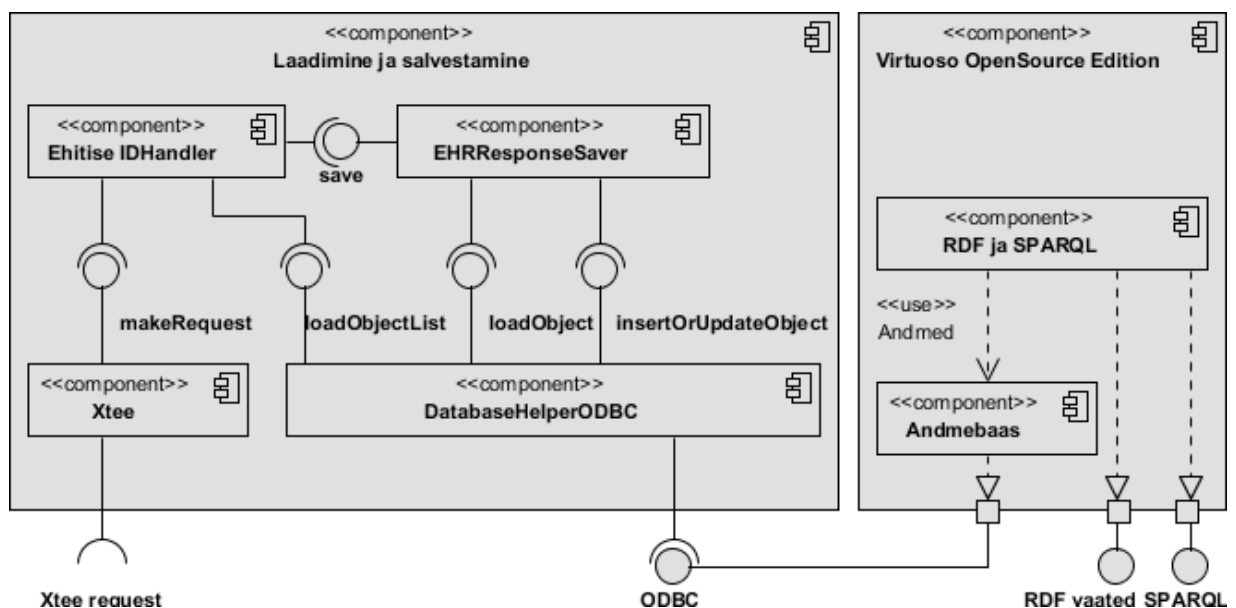 <<component>>
Laadimine ja salvestamine
<<component>>
Virtuoso OpenSource Edition
<<component>>
Ehitise IDHandler
save
<<component>>
EHRResponseSaver
<<component>>
RDF ja SPARQL
makeRequest
loadObjectList
loadObject
insertOrUpdateObject
<<use>>
Andmed
<<component>>
Xtee
<<component>>
DatabaseHelperODBC
<<component>>
Andmebaas
Xtee request
ODBC
RDF vaated
SPARQL